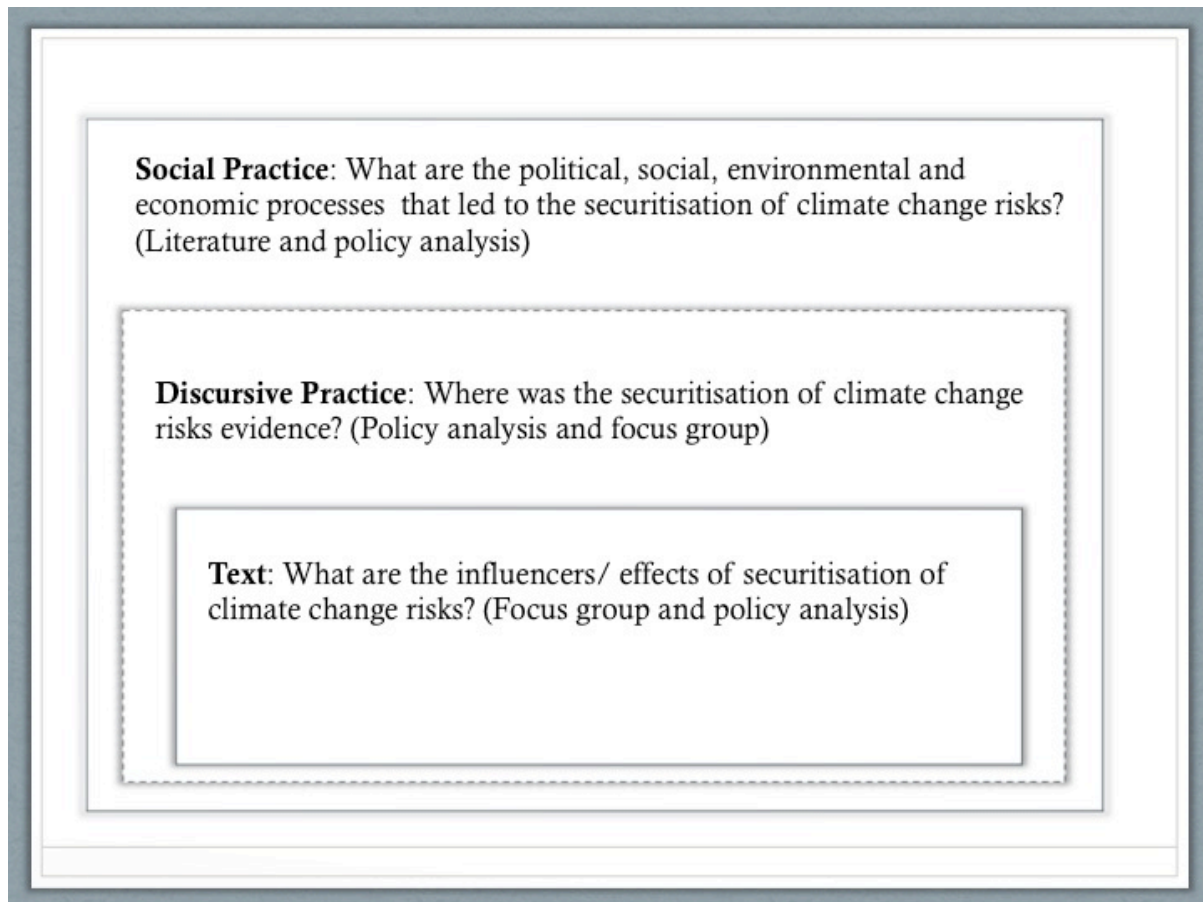 Social Practice: What are the political, social, environmental and
economic processes  that led to the securitisation of climate change risks?
(Literature and policy analysis)
Discursive Practice: Where was the securitisation of climate change
risks evidence? (Policy analysis and focus group)
Text: What are the influencers/ effects of securitisation of
climate change risks? (Focus group and policy analysis)